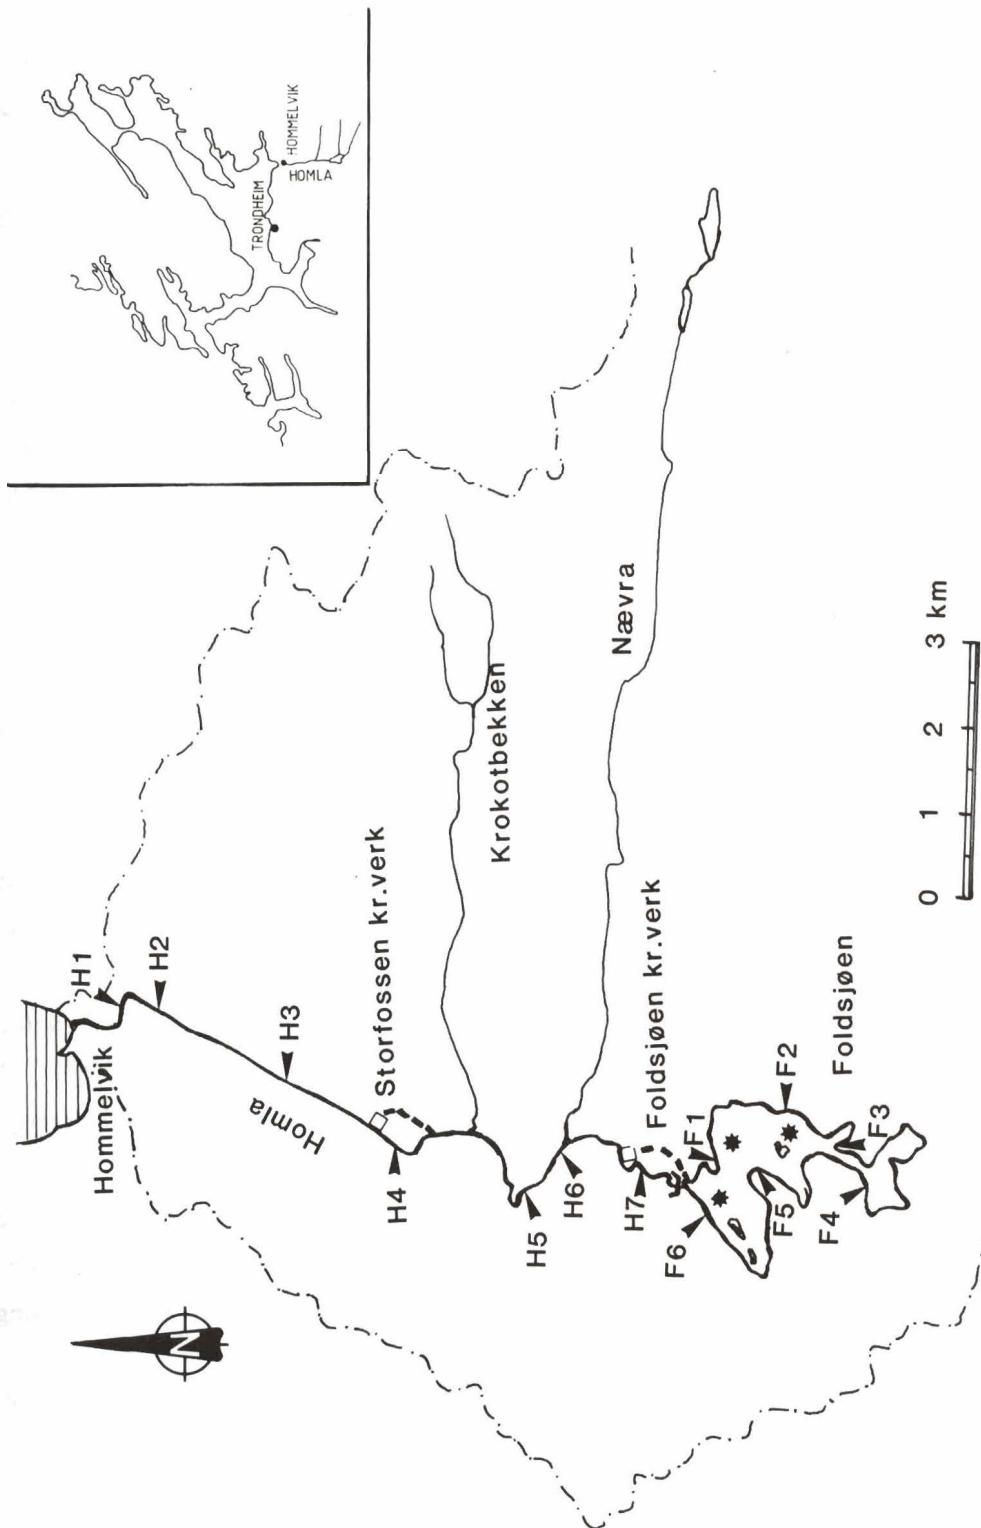 TRONDHEIM
HOMMELVIK
HOMLA
Hommelvik
H1
H2
H3
Homla
Storfossen kr.verk
H4
Krokotbekken
H5
H6
Nævra
Foldsjøen kr.verk
H7
F1
F2
F3
F4
F5
F6
Foldsjøen
N
0 1 2 3 km